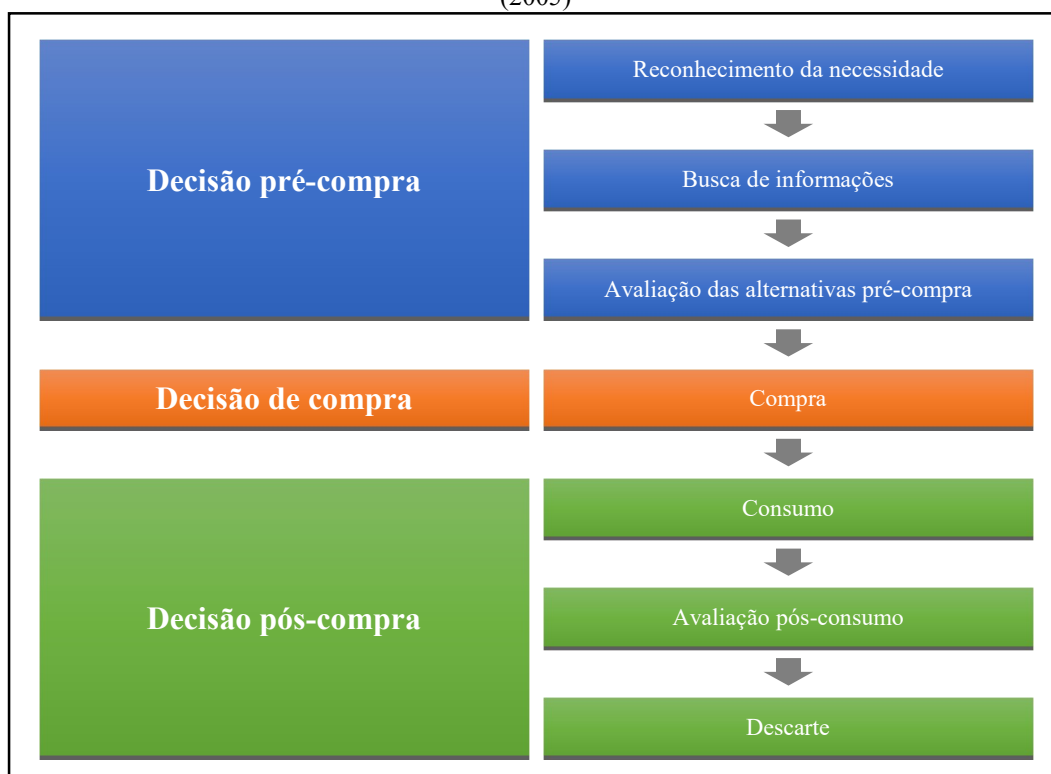 (2005)
Decisão pré-compra
Reconhecimento da necessidade
Busca de informações
Avaliação das alternativas pré-compra
Decisão de compra
Compra
Decisão pós-compra
Consumo
Avaliação pós-consumo
Descarte